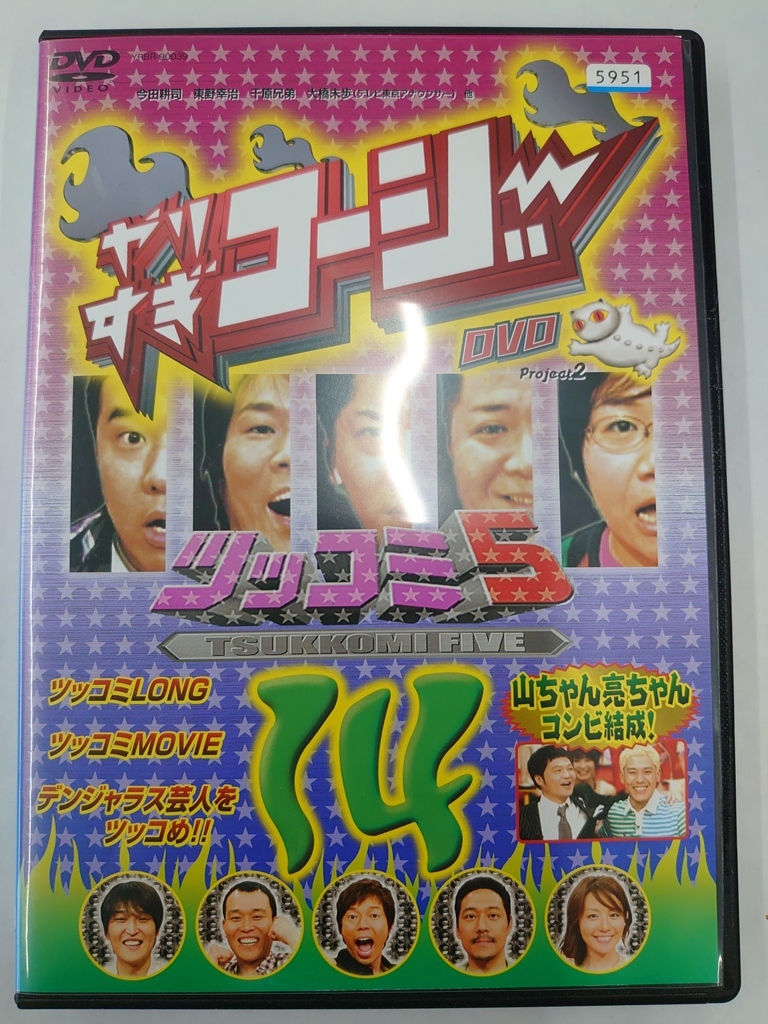 DVD
VIDEO
YRBR-90039
5951
今田耕司 東野幸治 千原兄弟 大橋未歩(テレビ東京アナウンサー) 他
やり
すぎ
コージー
DVD
Project2
ツッコミ5
TSUKKOMI FIVE
ツッコミLONG
ツッコミMOVIE
デンジャラス芸人を
ツッコめ!!
14
山ちゃん亮ちゃん
コンビ結成!